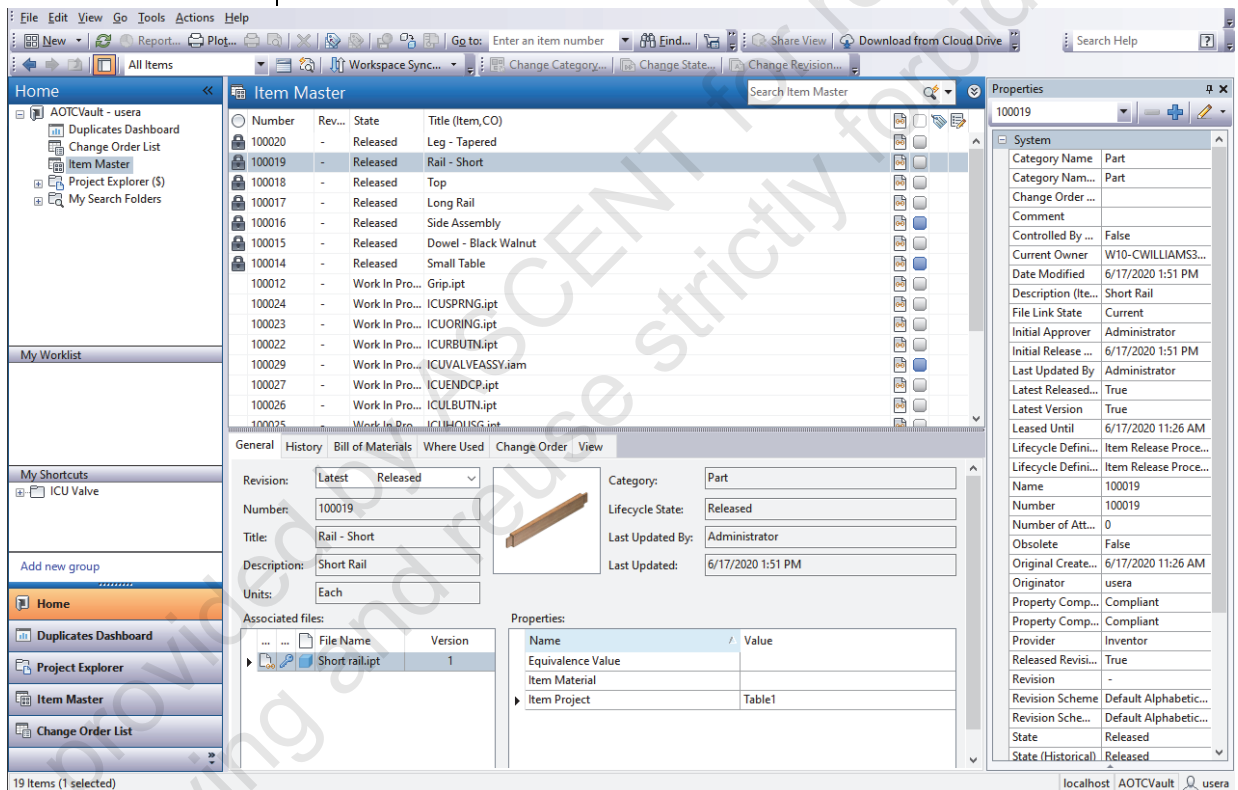 File Edit View Go Tools Actions Help
New Report... Plot... Go to: Enter an item number Find... Share View Download from Cloud Drive Search Help ?
All Items Workspace Sync... Change Category... Change State... Change Revision...
Home «
AOTCVault - usera
Duplicates Dashboard
Change Order List
Item Master
Project Explorer ($)
My Search Folders
My Worklist
My Shortcuts
ICU Valve
Add new group
Home
Duplicates Dashboard
Project Explorer
Item Master
Change Order List
Item Master Search Item Master
Number Rev... State Title (Item,CO)
100020 - Released Leg - Tapered
100019 - Released Rail - Short
100018 - Released Top
100017 - Released Long Rail
100016 - Released Side Assembly
100015 - Released Dowel - Black Walnut
100014 - Released Small Table
100012 - Work In Pro... Grip.ipt
100024 - Work In Pro... ICUSPRNG.ipt
100023 - Work In Pro... ICUORING.ipt
100022 - Work In Pro... ICURBUTN.ipt
100029 - Work In Pro... ICUVALVEASSY.iam
100027 - Work In Pro... ICUENDCP.ipt
100026 - Work In Pro... ICULBUTN.ipt
100025 - Work In Pro... ICUHOUSG.ipt
General History Bill of Materials Where Used Change Order View
Revision: Latest Released
Number: 100019
Title: Rail - Short
Description: Short Rail
Units: Each
Category: Part
Lifecycle State: Released
Last Updated By: Administrator
Last Updated: 6/17/2020 1:51 PM
Associated files:
... ... File Name Version
Short rail.ipt 1
Properties:
Name Value
Equivalence Value
Item Material
Item Project Table1
Properties
100019
System
Category Name Part
Category Nam... Part
Change Order ...
Comment
Controlled By ... False
Current Owner W10-CWILLIAMS3...
Date Modified 6/17/2020 1:51 PM
Description (Ite... Short Rail
File Link State Current
Initial Approver Administrator
Initial Release ... 6/17/2020 1:51 PM
Last Updated By Administrator
Latest Released... True
Latest Version True
Leased Until 6/17/2020 11:26 AM
Lifecycle Defini... Item Release Proce...
Lifecycle Defini... Item Release Proce...
Name 100019
Number 100019
Number of Att... 0
Obsolete False
Original Create... 6/17/2020 11:26 AM
Originator usera
Property Comp... Compliant
Property Comp... Compliant
Provider Inventor
Released Revisi... True
Revision -
Revision Scheme Default Alphabetic...
Revision Sche... Default Alphabetic...
State Released
State (Historical) Released
19 Items (1 selected) localhost AOTCVault usera
provided by ASCENT for
and reuse strictly